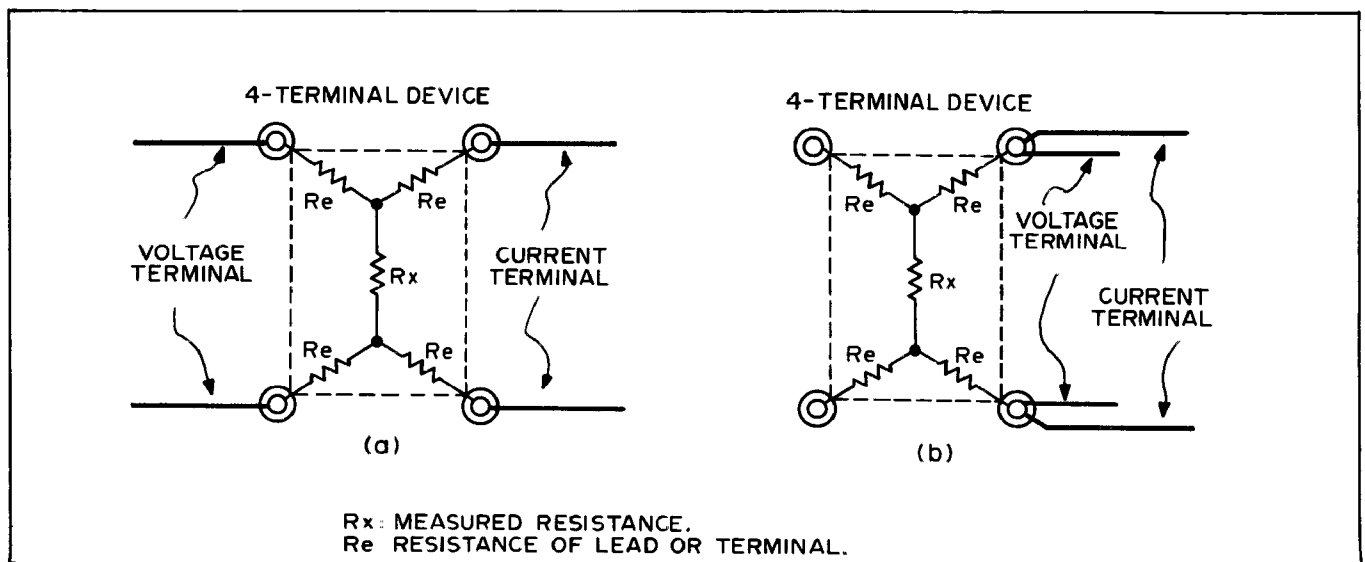 4-TERMINAL DEVICE
Re
Re
VOLTAGE
TERMINAL
Rx
CURRENT
TERMINAL
Re
Re
(a)
4-TERMINAL DEVICE
Re
Re
VOLTAGE
TERMINAL
Rx
CURRENT
TERMINAL
Re
Re
(b)
Rx: MEASURED RESISTANCE.
Re RESISTANCE OF LEAD OR TERMINAL.